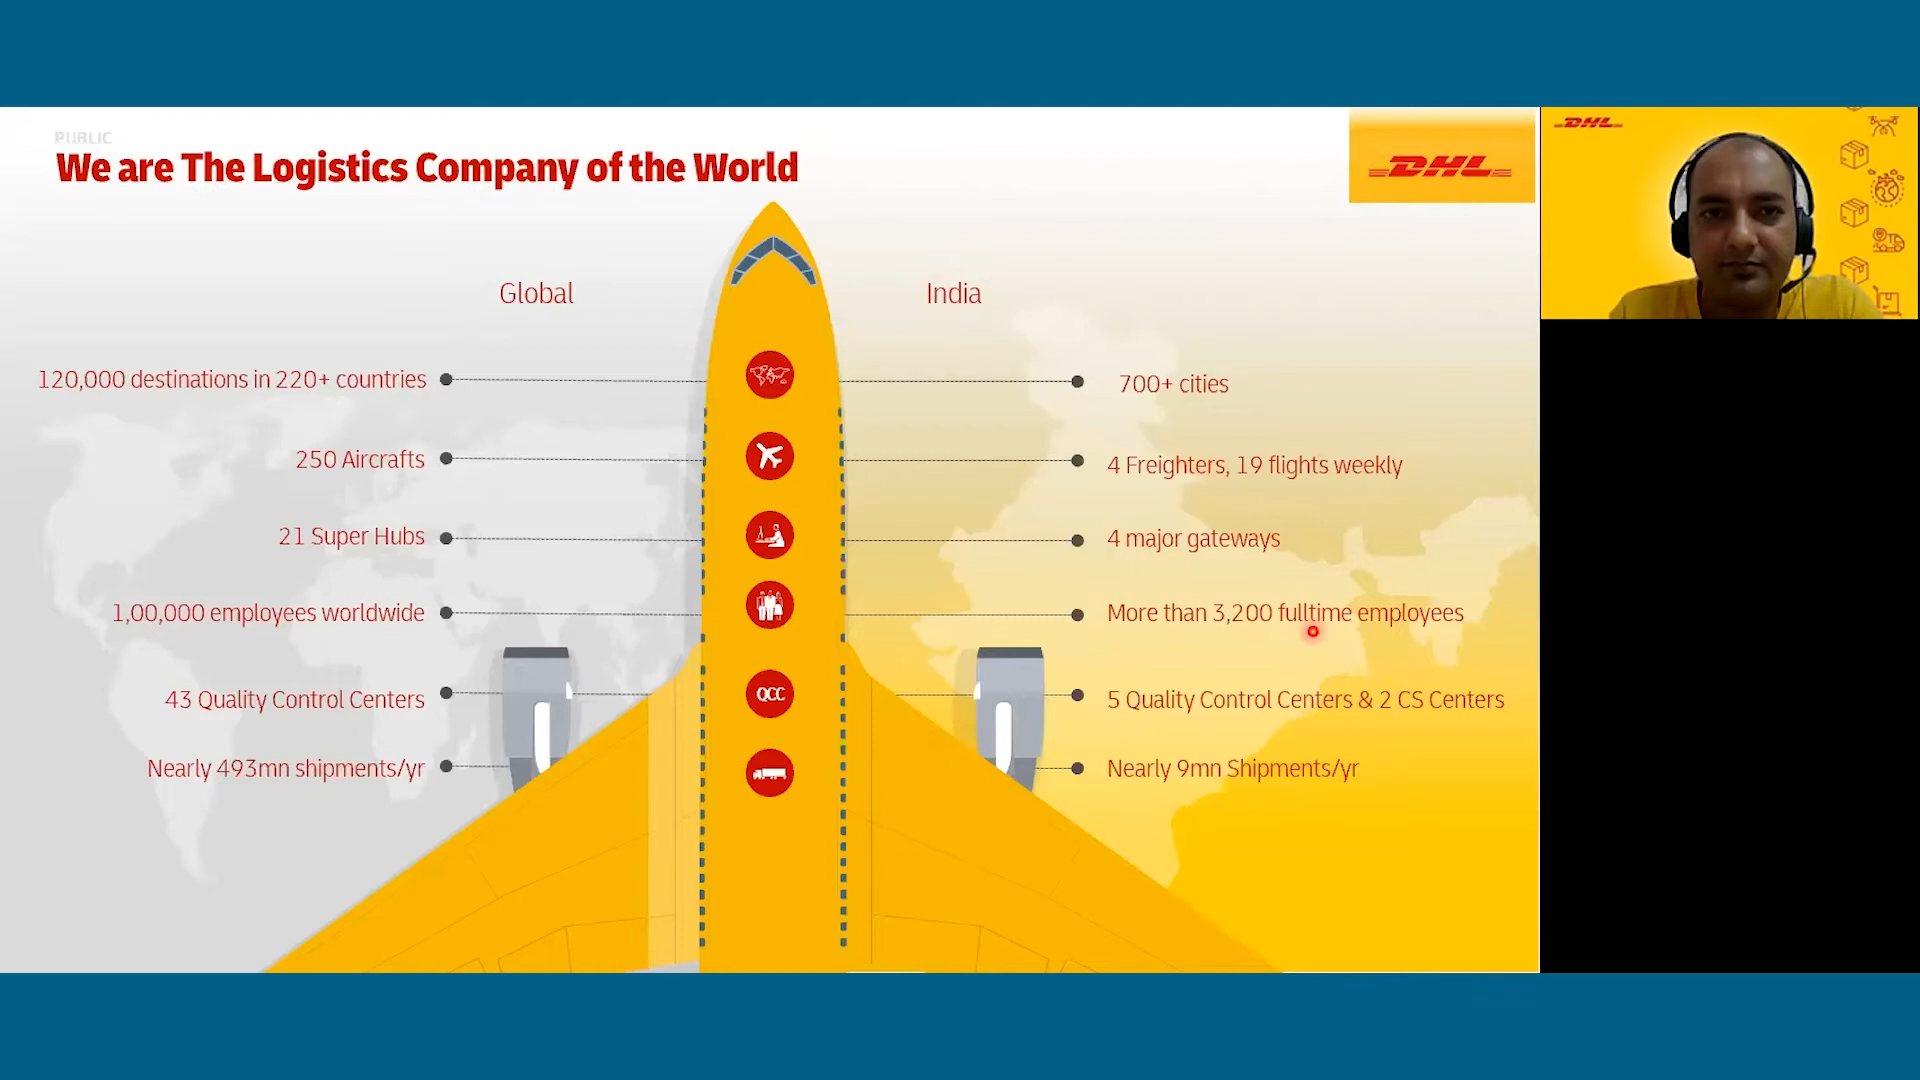 PUBLIC
We are The Logistics Company of the World
DHL
DHL
Global
India
120,000 destinations in 220+ countries
700+ cities
250 Aircrafts
4 Freighters, 19 flights weekly
21 Super Hubs
4 major gateways
1,00,000 employees worldwide
More than 3,200 fulltime employees
43 Quality Control Centers
QCC
5 Quality Control Centers & 2 CS Centers
Nearly 493mn shipments/yr
Nearly 9mn Shipments/yr